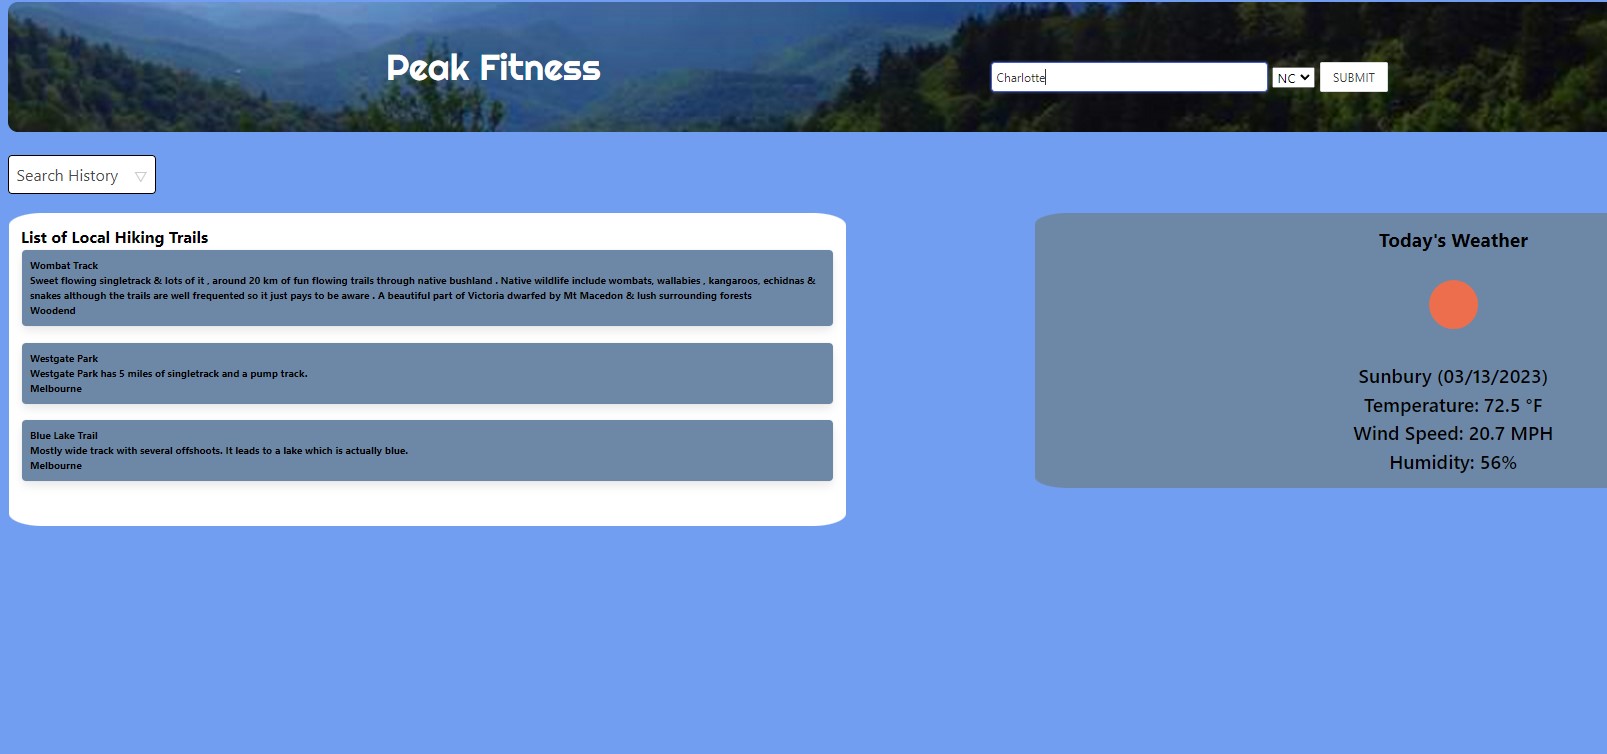 Peak Fitness
Charlotte
NC
SUBMIT
Search History
List of Local Hiking Trails
Wombat Track
Sweet flowing singletrack & lots of it , around 20 km of fun flowing trails through native bushland . Native wildlife include wombats, wallabies , kangaroos, echidnas &
snakes although the trails are well frequented so it just pays to be aware . A beautiful part of Victoria dwarfed by Mt Macedon & lush surrounding forests
Woodend
Westgate Park
Westgate Park has 5 miles of singletrack and a pump track.
Melbourne
Blue Lake Trail
Mostly wide track with several offshoots. It leads to a lake which is actually blue.
Melbourne
Today's Weather
Sunbury (03/13/2023)
Temperature: 72.5 °F
Wind Speed: 20.7 MPH
Humidity: 56%